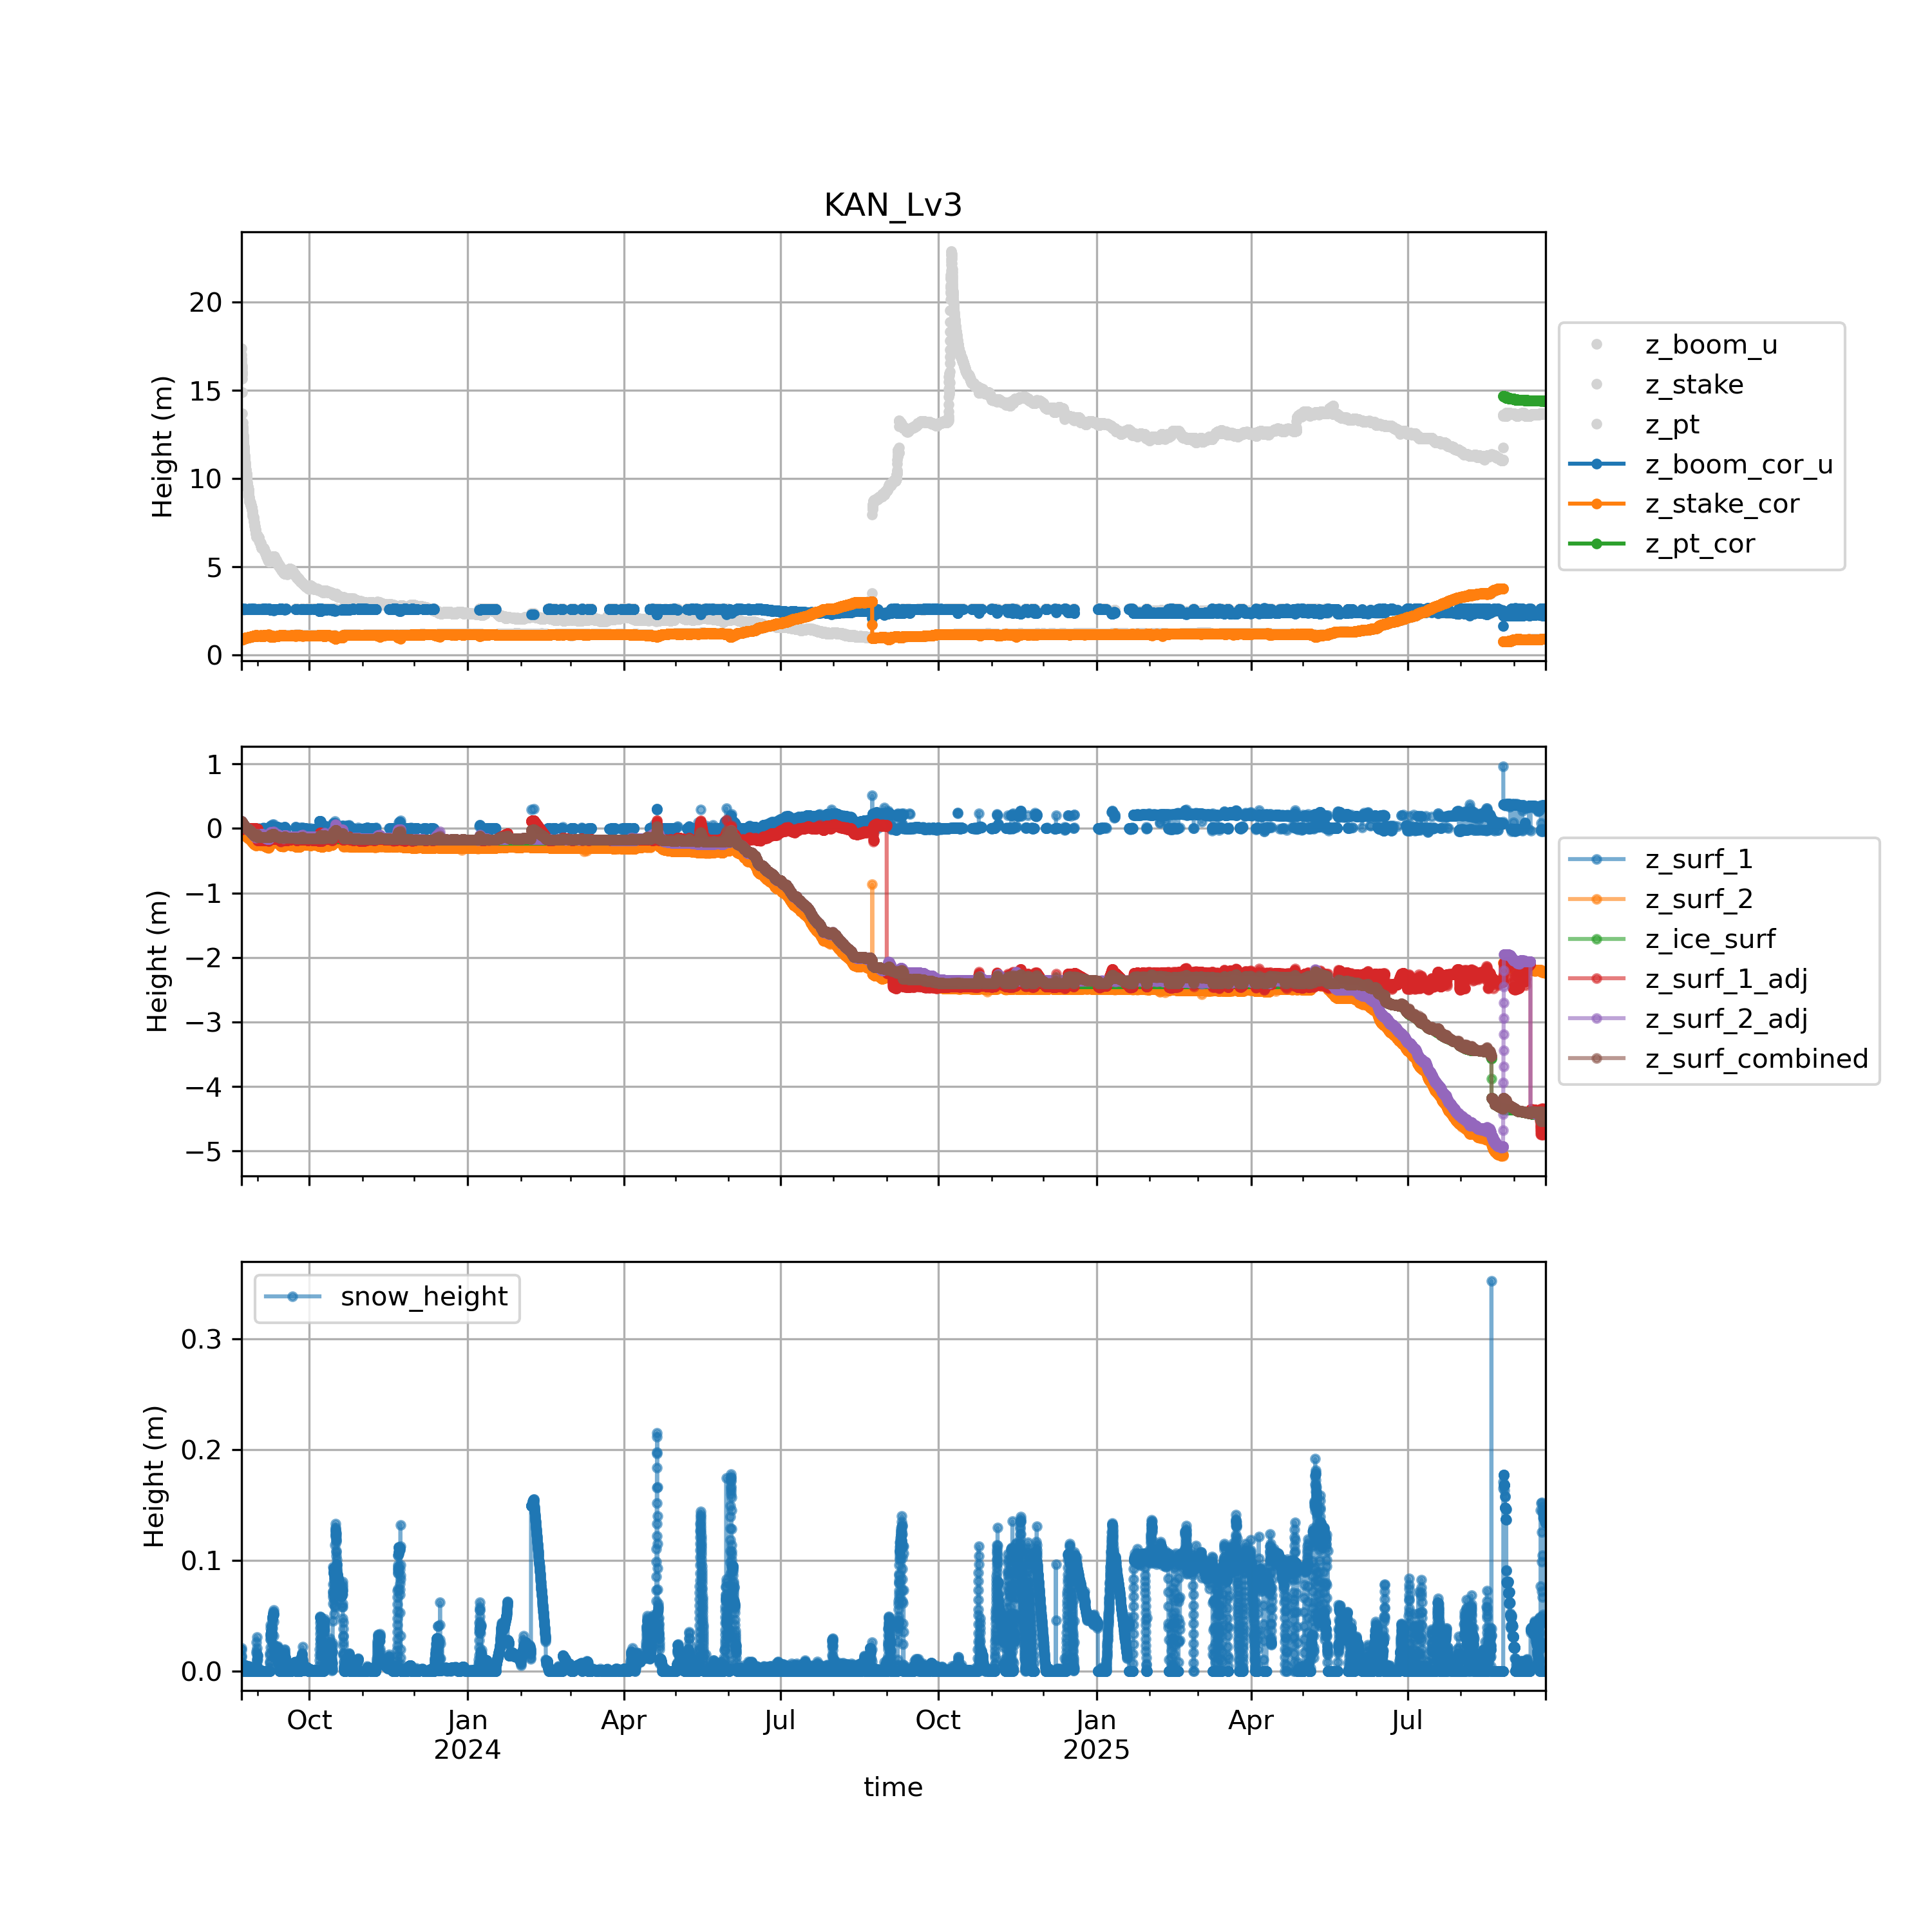 KAN_Lv3
Height (m)
20
15
10
5
0
z_boom_u
z_stake
z_pt
z_boom_cor_u
z_stake_cor
z_pt_cor
Height (m)
1
0
−1
−2
−3
−4
−5
z_surf_1
z_surf_2
z_ice_surf
z_surf_1_adj
z_surf_2_adj
z_surf_combined
Height (m)
0.3
0.2
0.1
0.0
snow_height
Oct Jan Apr Jul Oct Jan Apr Jul
2024 2025
time